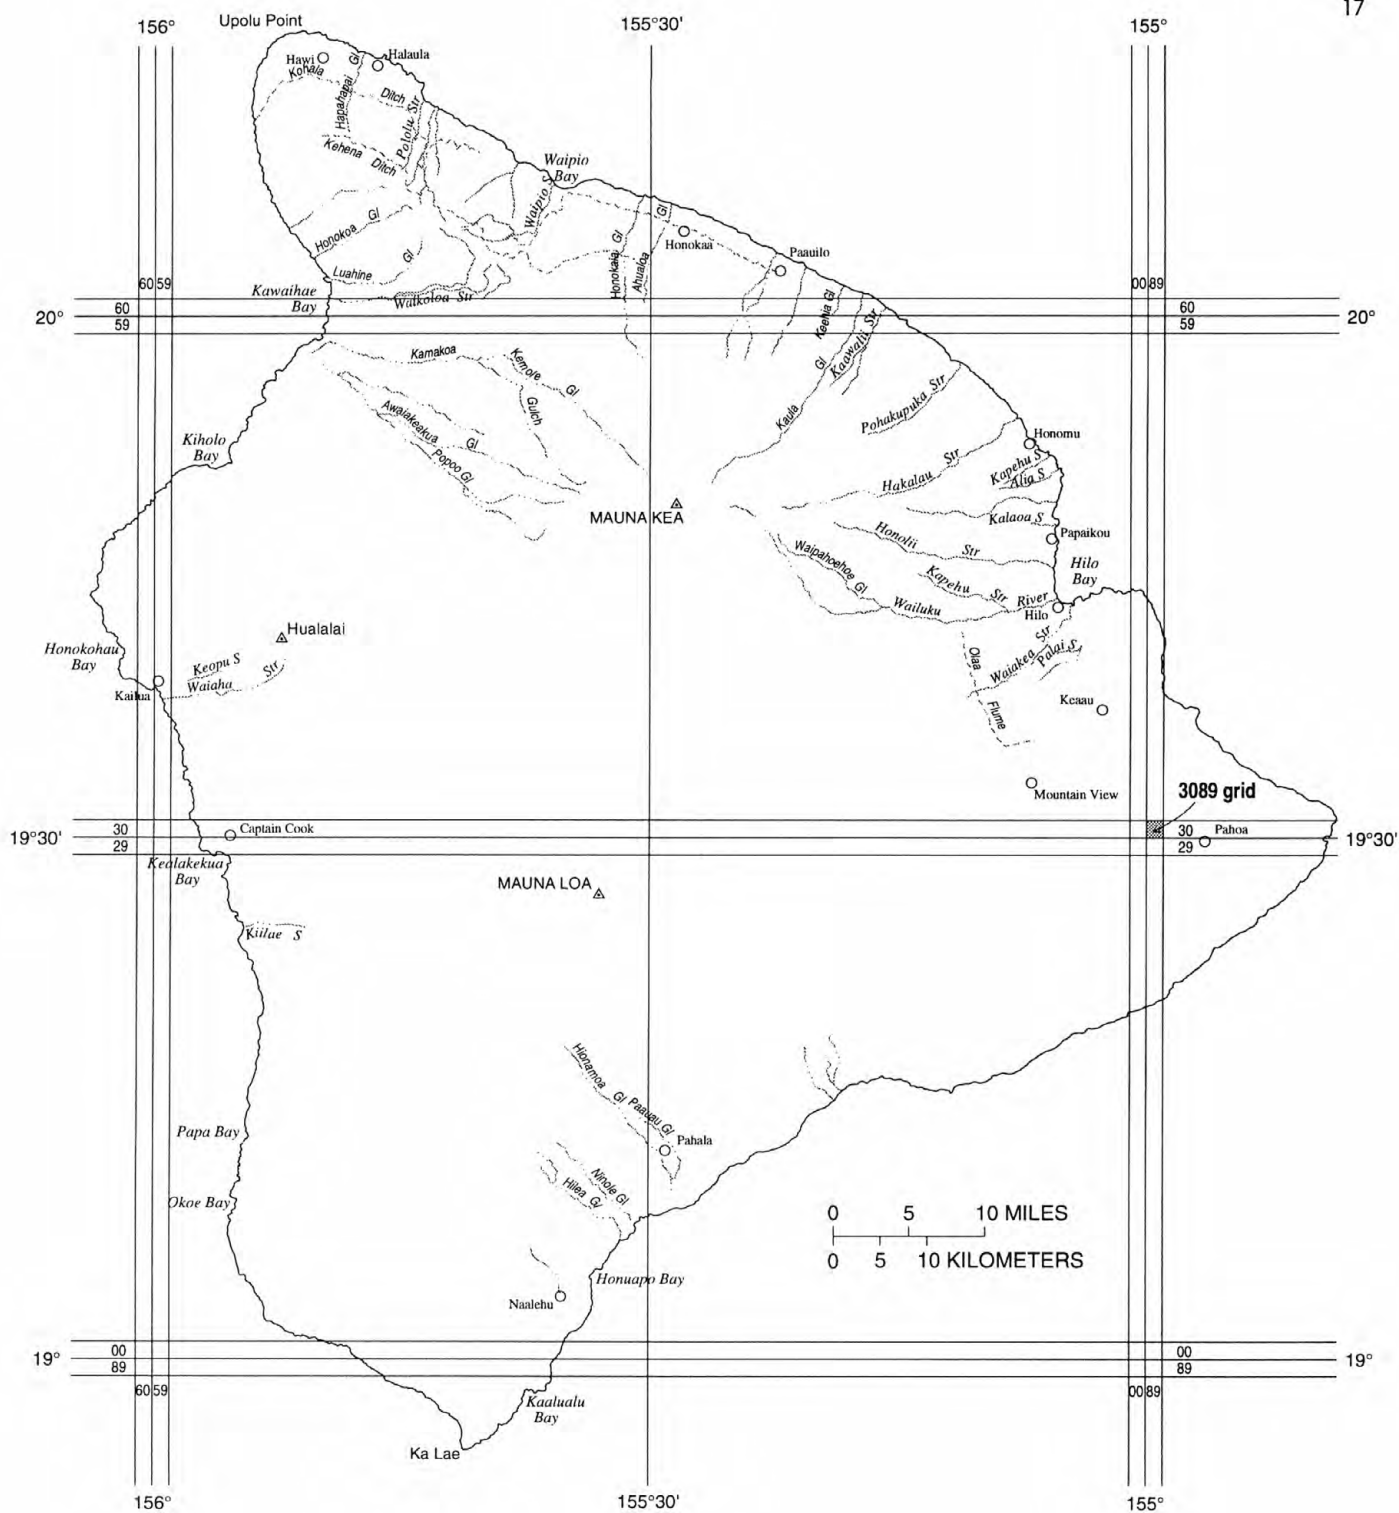 17
156°
155°30'
155°
Upolu Point
Hawi
Halaula
Kohala
Ditch
Hapahapai Gl
Pololu Str
Kehena Ditch
Waipio
Bay
Waipio S
Honokoa Gl
Honokaia Gl
Ahualoa Gl
Honokaa
Paauilo
Luahine Gl
Kawaihae
Bay
Waikoloa Str
60 59
00 89
60
20°
59
60
20°
59
Keehia Gl
Kaawalii Str
Kamakoa
Kemole Gl
Gulch
Kaula Gl
Pohakupuka Str
Awaiakeakua Gl
Popoo Gl
Kiholo
Bay
Honomu
Hakalau Str
Kapehu S
Alia S
MAUNA KEA
Kalaoa S
Papaikou
Honolii Str
Hilo
Bay
Waipahoehoe Gl
Kapehu Str
Wailuku River
Hilo
Hualalai
Honokohau
Bay
Keopu S
Waiaha Str
Kailua
Olaa Flume
Waiakea Str
Palai S
Keaau
Mountain View
3089 grid
30
19°30'
29
Captain Cook
30
Pahoa
19°30'
29
Kealakekua
Bay
MAUNA LOA
Kiilae S
Hionamoa Gl
Paauau Gl
Pahala
Papa Bay
Ninole Gl
Hilea Gl
Okoe Bay
0 5 10 MILES
0 5 10 KILOMETERS
Honuapo Bay
Naalehu
00
19°
89
00
19°
89
60 59
00 89
Kaalualu
Bay
Ka Lae
156°
155°30'
155°